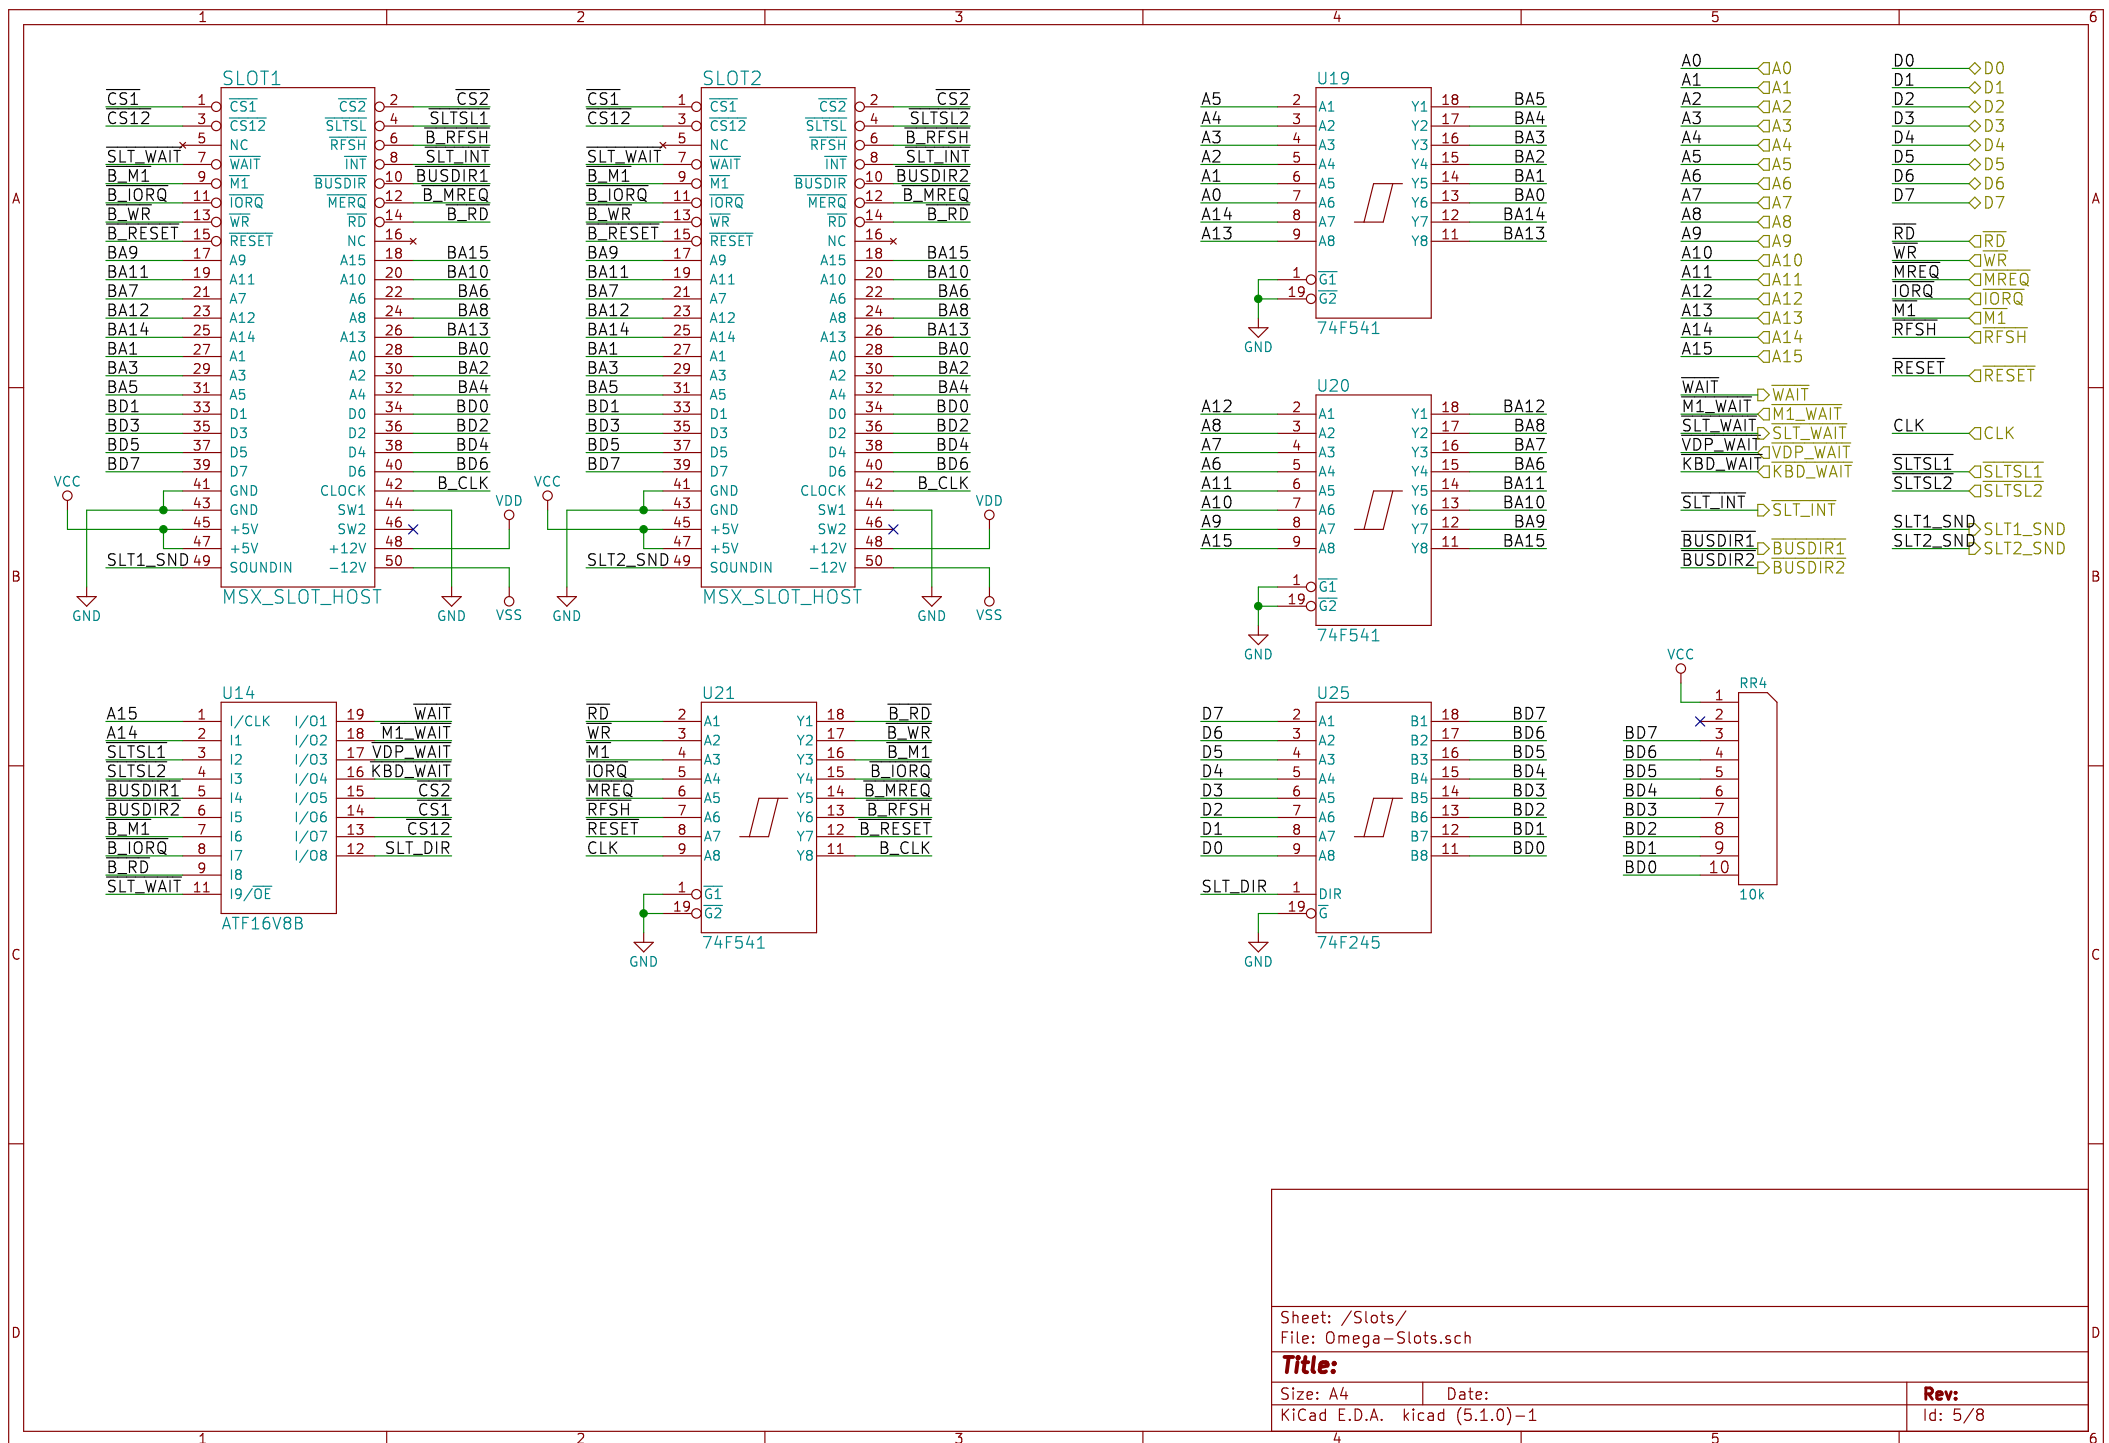 1 2 3 4 5 6
A
B
C
D
SLOT1
CS1 1 CS1 CS2 2 CS2
CS12 3 CS12 SLTSL 4 SLTSL1
5 NC RFSH 6 B_RFSH
SLT_WAIT 7 WAIT INT 8 SLT_INT
B_M1 9 M1 BUSDIR 10 BUSDIR1
B_IORQ 11 IORQ MERQ 12 B_MREQ
B_WR 13 WR RD 14 B_RD
B_RESET 15 RESET NC 16
BA9 17 A9 A15 18 BA15
BA11 19 A11 A10 20 BA10
BA7 21 A7 A6 22 BA6
BA12 23 A12 A8 24 BA8
BA14 25 A14 A13 26 BA13
BA1 27 A1 A0 28 BA0
BA3 29 A3 A2 30 BA2
BA5 31 A5 A4 32 BA4
BD1 33 D1 D0 34 BD0
BD3 35 D3 D2 36 BD2
BD5 37 D5 D4 38 BD4
BD7 39 D7 D6 40 BD6
VCC 41 GND CLOCK 42 B_CLK
43 GND SW1 44 VDD
45 +5V SW2 46
47 +5V +12V 48
SLT1_SND 49 SOUNDIN -12V 50
MSX_SLOT_HOST
GND GND VSS
SLOT2
CS1 1 CS1 CS2 2 CS2
CS12 3 CS12 SLTSL 4 SLTSL2
5 NC RFSH 6 B_RFSH
SLT_WAIT 7 WAIT INT 8 SLT_INT
B_M1 9 M1 BUSDIR 10 BUSDIR2
B_IORQ 11 IORQ MERQ 12 B_MREQ
B_WR 13 WR RD 14 B_RD
B_RESET 15 RESET NC 16
BA9 17 A9 A15 18 BA15
BA11 19 A11 A10 20 BA10
BA7 21 A7 A6 22 BA6
BA12 23 A12 A8 24 BA8
BA14 25 A14 A13 26 BA13
BA1 27 A1 A0 28 BA0
BA3 29 A3 A2 30 BA2
BA5 31 A5 A4 32 BA4
BD1 33 D1 D0 34 BD0
BD3 35 D3 D2 36 BD2
BD5 37 D5 D4 38 BD4
BD7 39 D7 D6 40 BD6
VCC 41 GND CLOCK 42 B_CLK
43 GND SW1 44 VDD
45 +5V SW2 46
47 +5V +12V 48
SLT2_SND 49 SOUNDIN -12V 50
MSX_SLOT_HOST
GND GND VSS
U19
A5 2 A1 Y1 18 BA5
A4 3 A2 Y2 17 BA4
A3 4 A3 Y3 16 BA3
A2 5 A4 Y4 15 BA2
A1 6 A5 Y5 14 BA1
A0 7 A6 Y6 13 BA0
A14 8 A7 Y7 12 BA14
A13 9 A8 Y8 11 BA13
1 G1
19 G2
74F541
GND
U20
A12 2 A1 Y1 18 BA12
A8 3 A2 Y2 17 BA8
A7 4 A3 Y3 16 BA7
A6 5 A4 Y4 15 BA6
A11 6 A5 Y5 14 BA11
A10 7 A6 Y6 13 BA10
A9 8 A7 Y7 12 BA9
A15 9 A8 Y8 11 BA15
1 G1
19 G2
74F541
GND
A0 A0
A1 A1
A2 A2
A3 A3
A4 A4
A5 A5
A6 A6
A7 A7
A8 A8
A9 A9
A10 A10
A11 A11
A12 A12
A13 A13
A14 A14
A15 A15
WAIT WAIT
M1_WAIT M1_WAIT
SLT_WAIT SLT_WAIT
VDP_WAIT VDP_WAIT
KBD_WAIT KBD_WAIT
SLT_INT SLT_INT
BUSDIR1 BUSDIR1
BUSDIR2 BUSDIR2
D0 D0
D1 D1
D2 D2
D3 D3
D4 D4
D5 D5
D6 D6
D7 D7
RD RD
WR WR
MREQ MREQ
IORQ IORQ
M1 M1
RFSH RFSH
RESET RESET
CLK CLK
SLTSL1 SLTSL1
SLTSL2 SLTSL2
SLT1_SND SLT1_SND
SLT2_SND SLT2_SND
U14
A15 1 I/CLK I/O1 19 WAIT
A14 2 I1 I/O2 18 M1_WAIT
SLTSL1 3 I2 I/O3 17 VDP_WAIT
SLTSL2 4 I3 I/O4 16 KBD_WAIT
BUSDIR1 5 I4 I/O5 15 CS2
BUSDIR2 6 I5 I/O6 14 CS1
B_M1 7 I6 I/O7 13 CS12
B_IORQ 8 I7 I/O8 12 SLT_DIR
B_RD 9 I8
SLT_WAIT 11 I9/OE
ATF16V8B
U21
RD 2 A1 Y1 18 B_RD
WR 3 A2 Y2 17 B_WR
M1 4 A3 Y3 16 B_M1
IORQ 5 A4 Y4 15 B_IORQ
MREQ 6 A5 Y5 14 B_MREQ
RFSH 7 A6 Y6 13 B_RFSH
RESET 8 A7 Y7 12 B_RESET
CLK 9 A8 Y8 11 B_CLK
1 G1
19 G2
74F541
GND
U25
D7 2 A1 B1 18 BD7
D6 3 A2 B2 17 BD6
D5 4 A3 B3 16 BD5
D4 5 A4 B4 15 BD4
D3 6 A5 B5 14 BD3
D2 7 A6 B6 13 BD2
D1 8 A7 B7 12 BD1
D0 9 A8 B8 11 BD0
SLT_DIR 1 DIR
19 G
74F245
GND
VCC
RR4
1
2
BD7 3
BD6 4
BD5 5
BD4 6
BD3 7
BD2 8
BD1 9
BD0 10
10k
Sheet: /Slots/
File: Omega-Slots.sch
Title:
Size: A4 Date: Rev:
KiCad E.D.A. kicad (5.1.0)-1 Id: 5/8
A
B
C
D
1 2 3 4 5 6